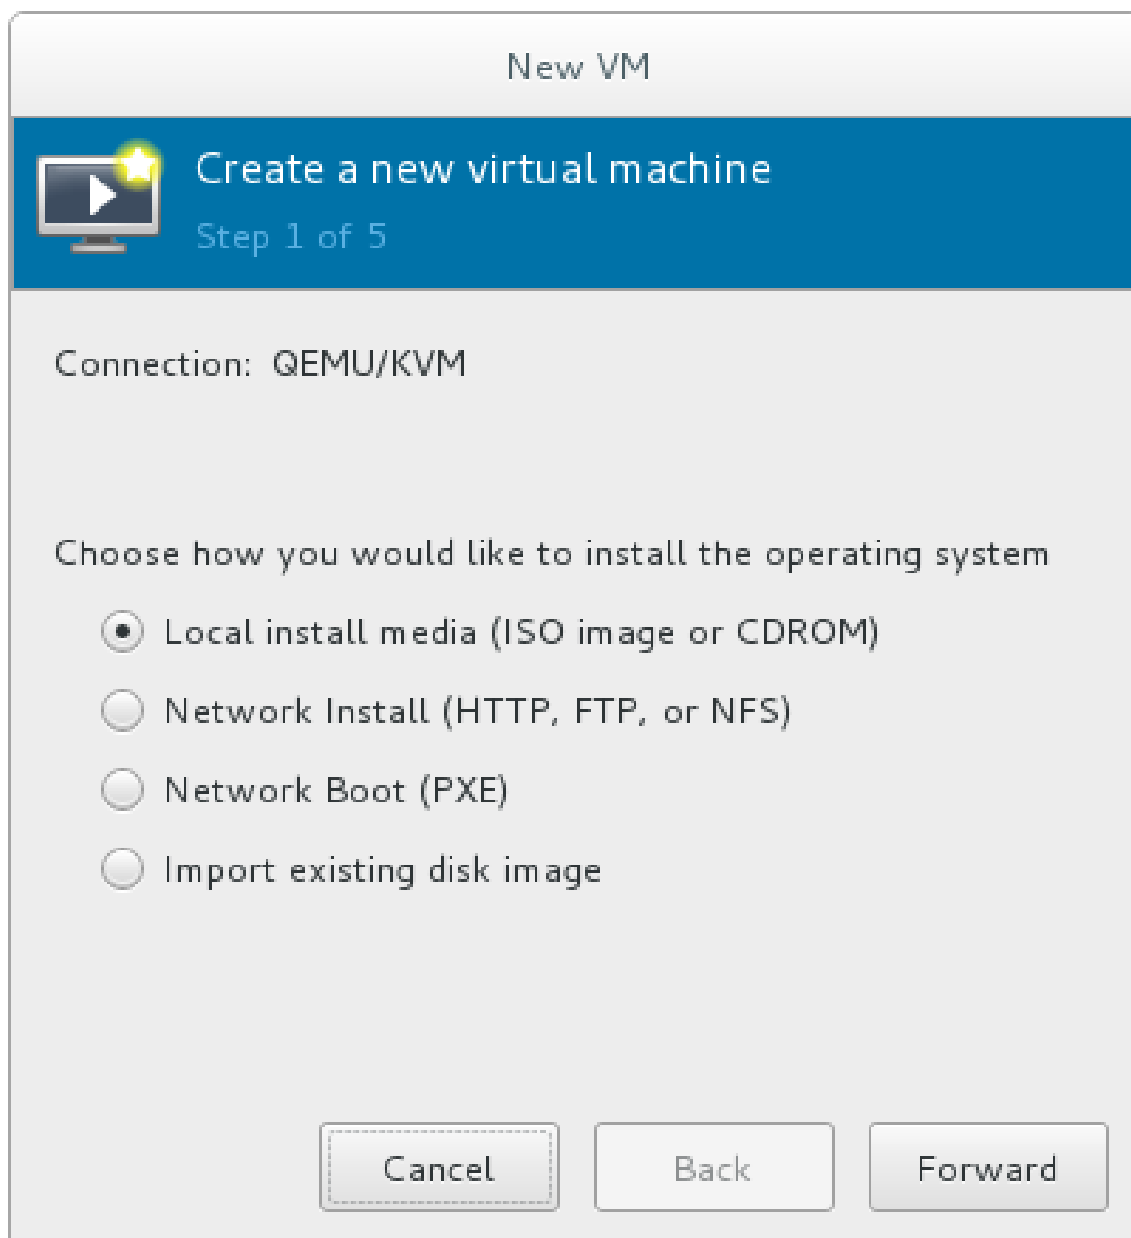 New VM
Create a new virtual machine
Step 1 of 5
Connection: QEMU/KVM
Choose how you would like to install the operating system
Local install media (ISO image or CDROM)
Network Install (HTTP, FTP, or NFS)
Network Boot (PXE)
Import existing disk image
Cancel Back Forward